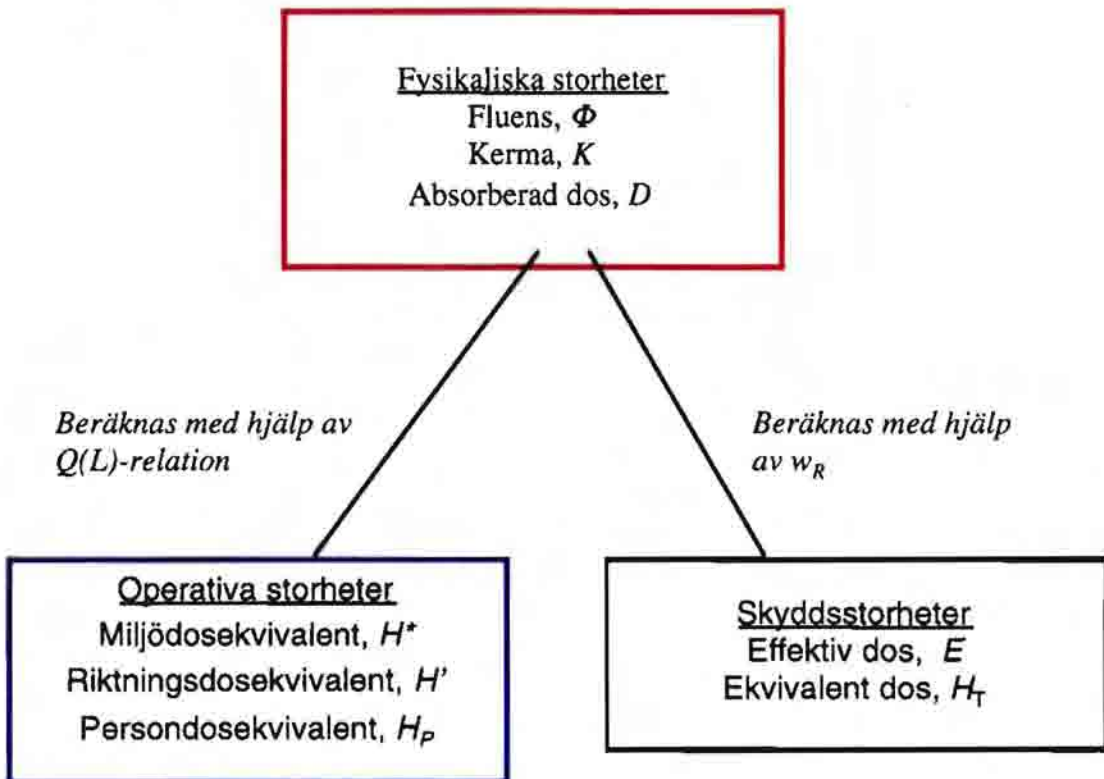 Fysikaliska storheter
Fluens, Φ
Kerma, K
Absorberad dos, D
Beräknas med hjälp av
Q(L)-relation
Beräknas med hjälp
av w_R
Operativa storheter
Miljödosekvivalent, H*
Riktningsdosekvivalent, H'
Persondosekvivalent, H_P
Skyddsstorheter
Effektiv dos, E
Ekvivalent dos, H_T